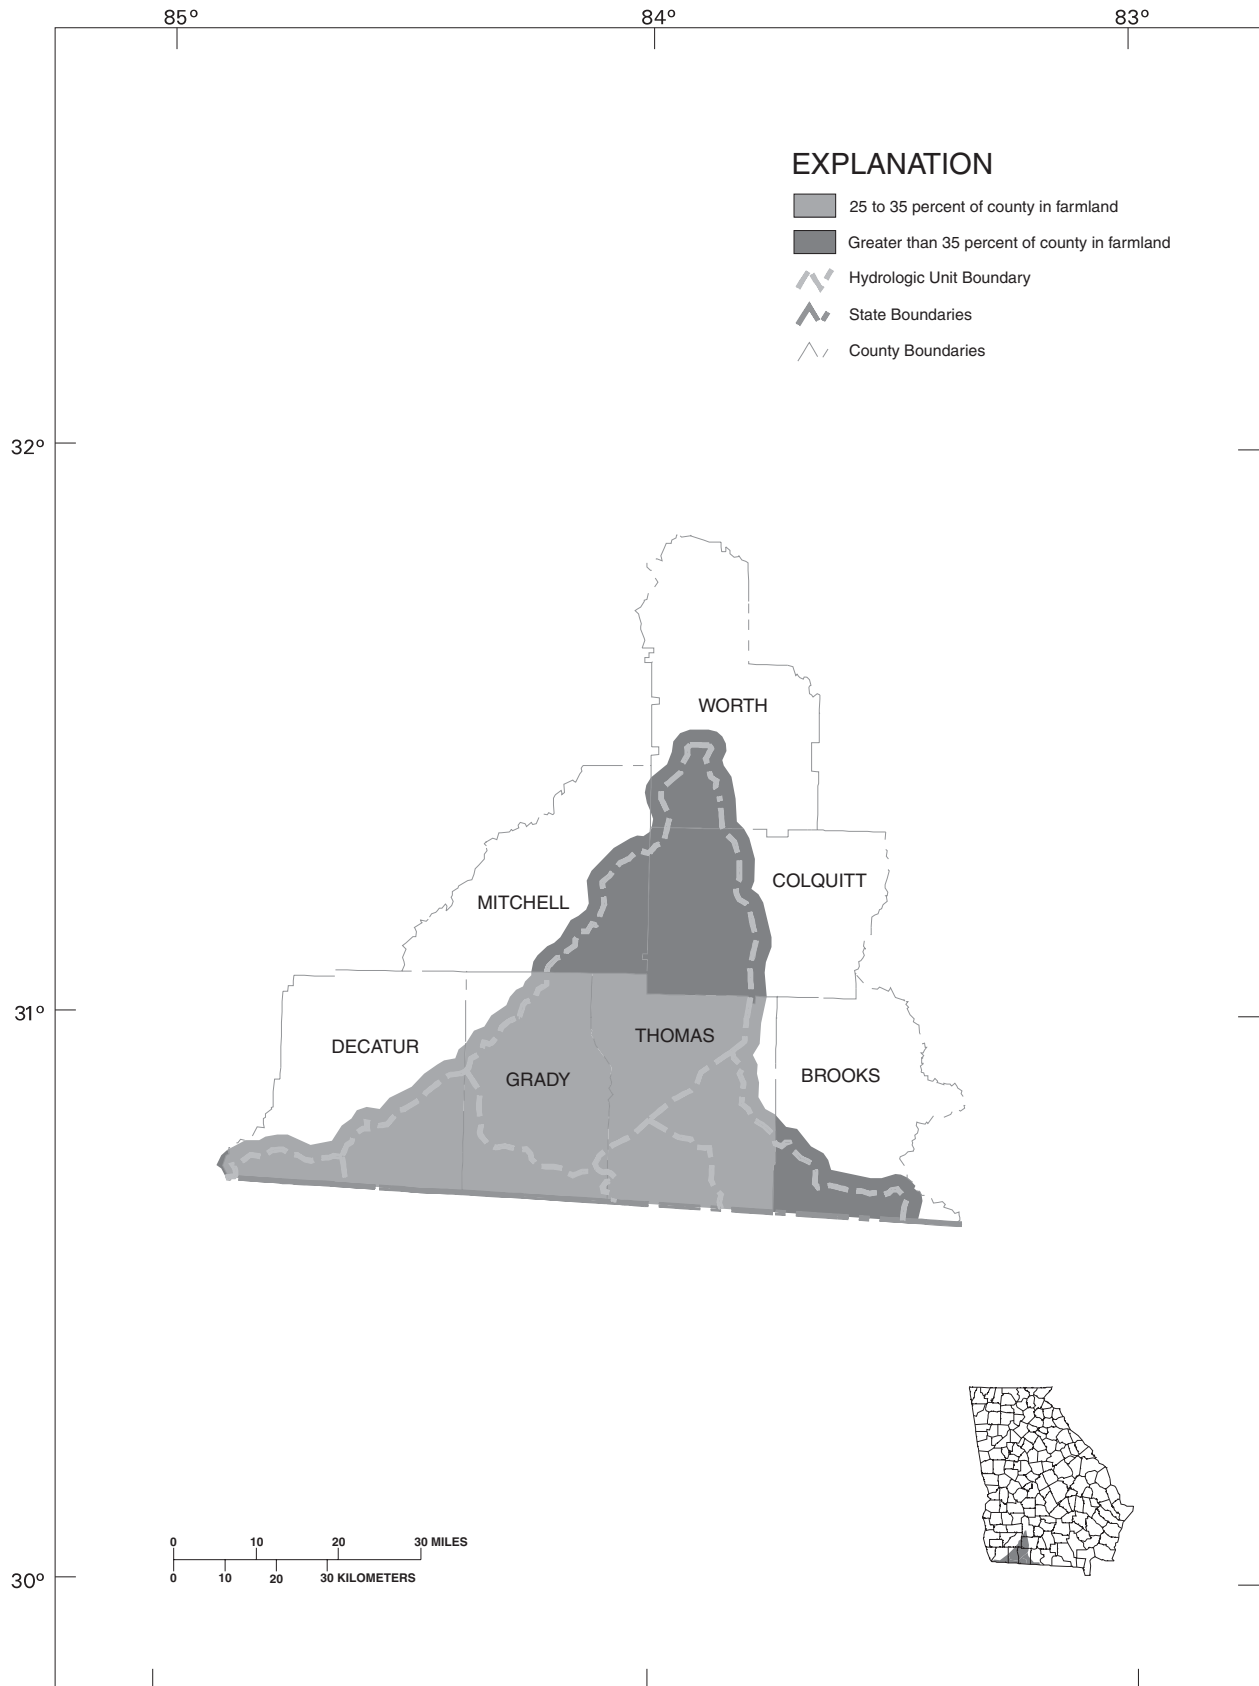 85° 84° 83°
EXPLANATION
25 to 35 percent of county in farmland
Greater than 35 percent of county in farmland
Hydrologic Unit Boundary
State Boundaries
County Boundaries
32°
WORTH
COLQUITT
MITCHELL
31°
THOMAS
DECATUR
BROOKS
GRADY
0 10 20 30 MILES
0 10 20 30 KILOMETERS
30°